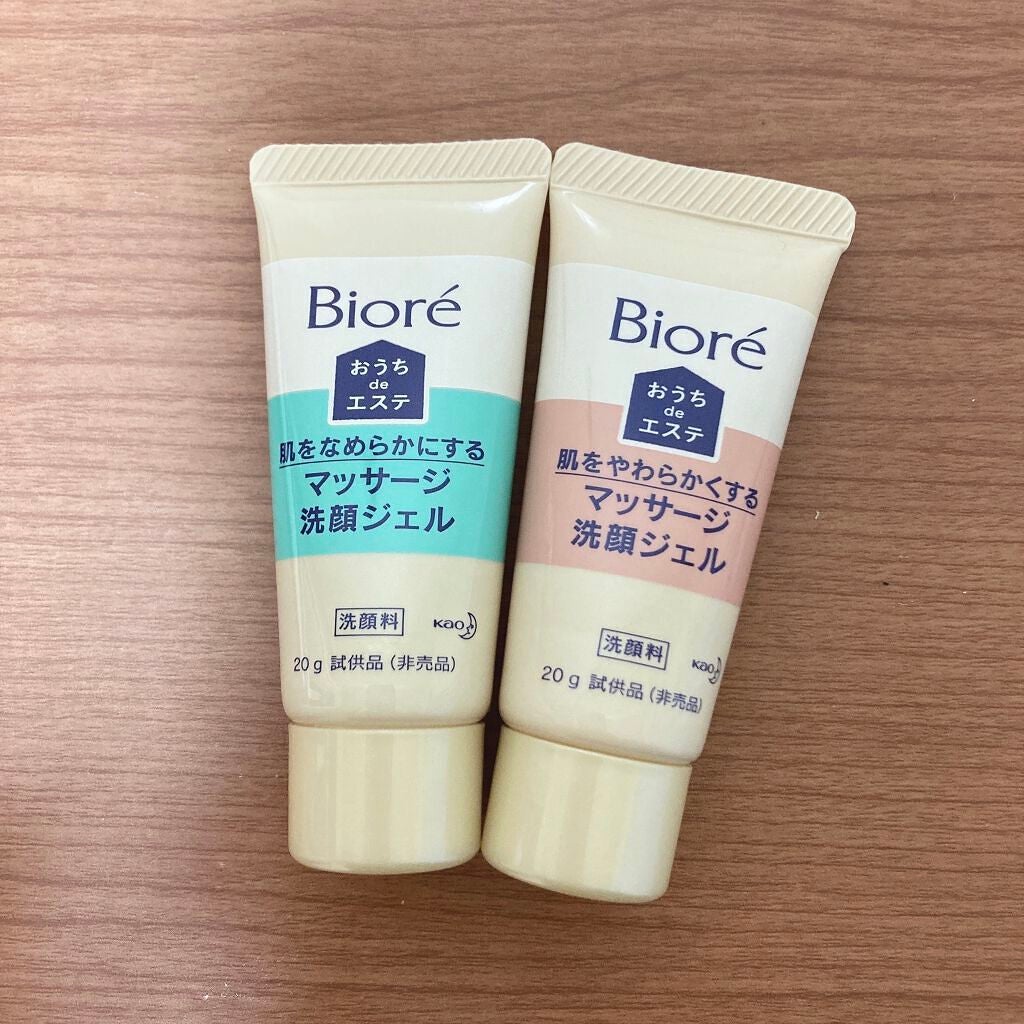 Bioré
おうち
de
エステ
肌をなめらかにする
マッサージ
洗顔ジェル
洗顔料
Kao
20g 試供品(非売品)
Bioré
おうち
de
エステ
肌をやわらかくする
マッサージ
洗顔ジェル
洗顔料
Kao
20g 試供品(非売品)